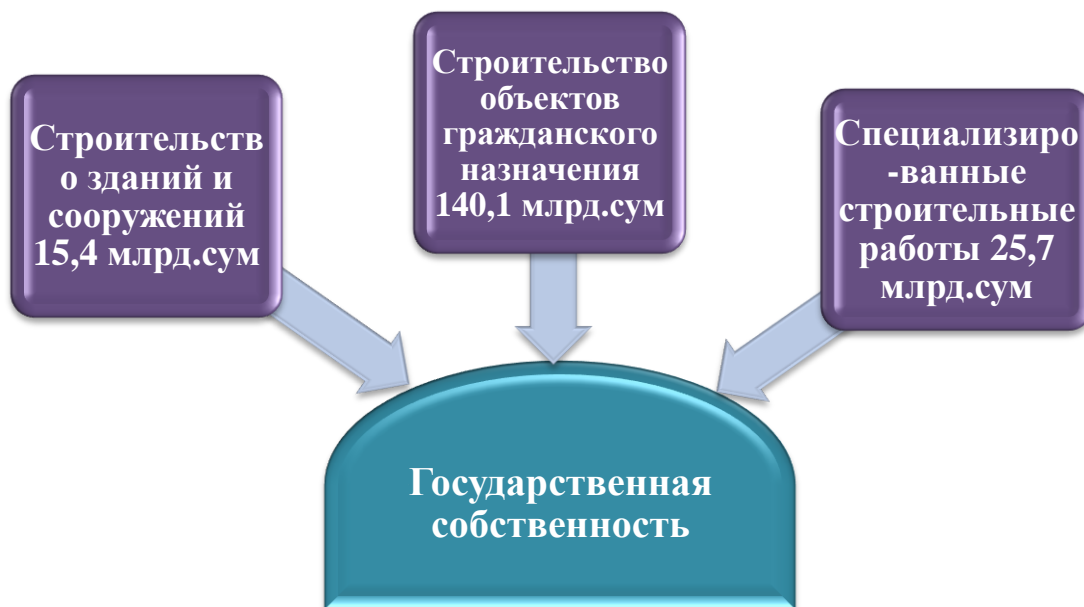 Строительств
о зданий и
сооружений
15,4 млрд.сум
Строительство
объектов
гражданского
назначения
140,1 млрд.сум
Специализиро
-ванные
строительные
работы 25,7
млрд.сум
Государственная
собственность